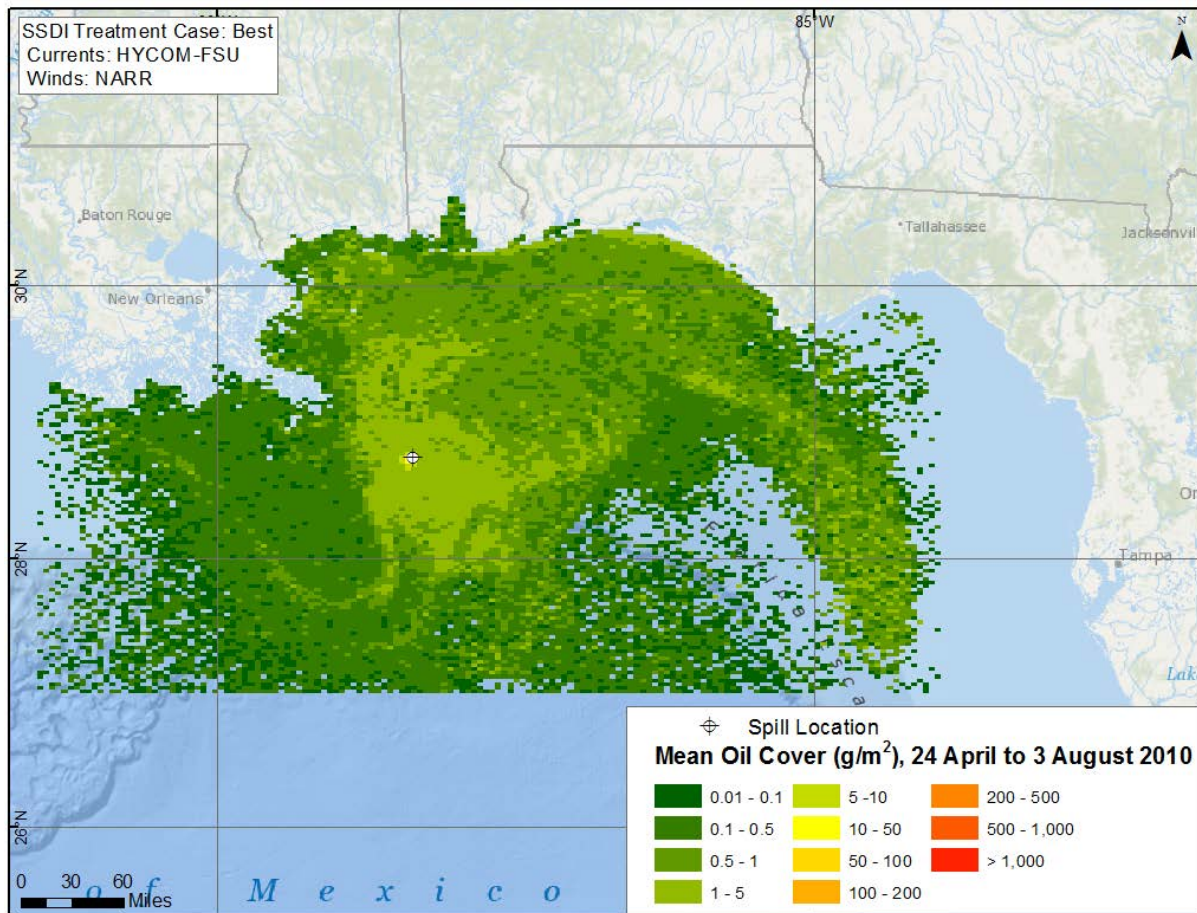 SSDI Treatment Case: Best
Currents: HYCOM-FSU
Winds: NARR
85°W
N
Baton Rouge
Tallahassee
Jacksonvil
30°N
New Orleans
28°N
Tampa
26°N
Spill Location
Mean Oil Cover (g/m²), 24 April to 3 August 2010
0.01 - 0.1
5 -10
200 - 500
0.1 - 0.5
10 - 50
500 - 1,000
0.5 - 1
50 - 100
> 1,000
1 - 5
100 - 200
0 30 60
Miles
of Mexico